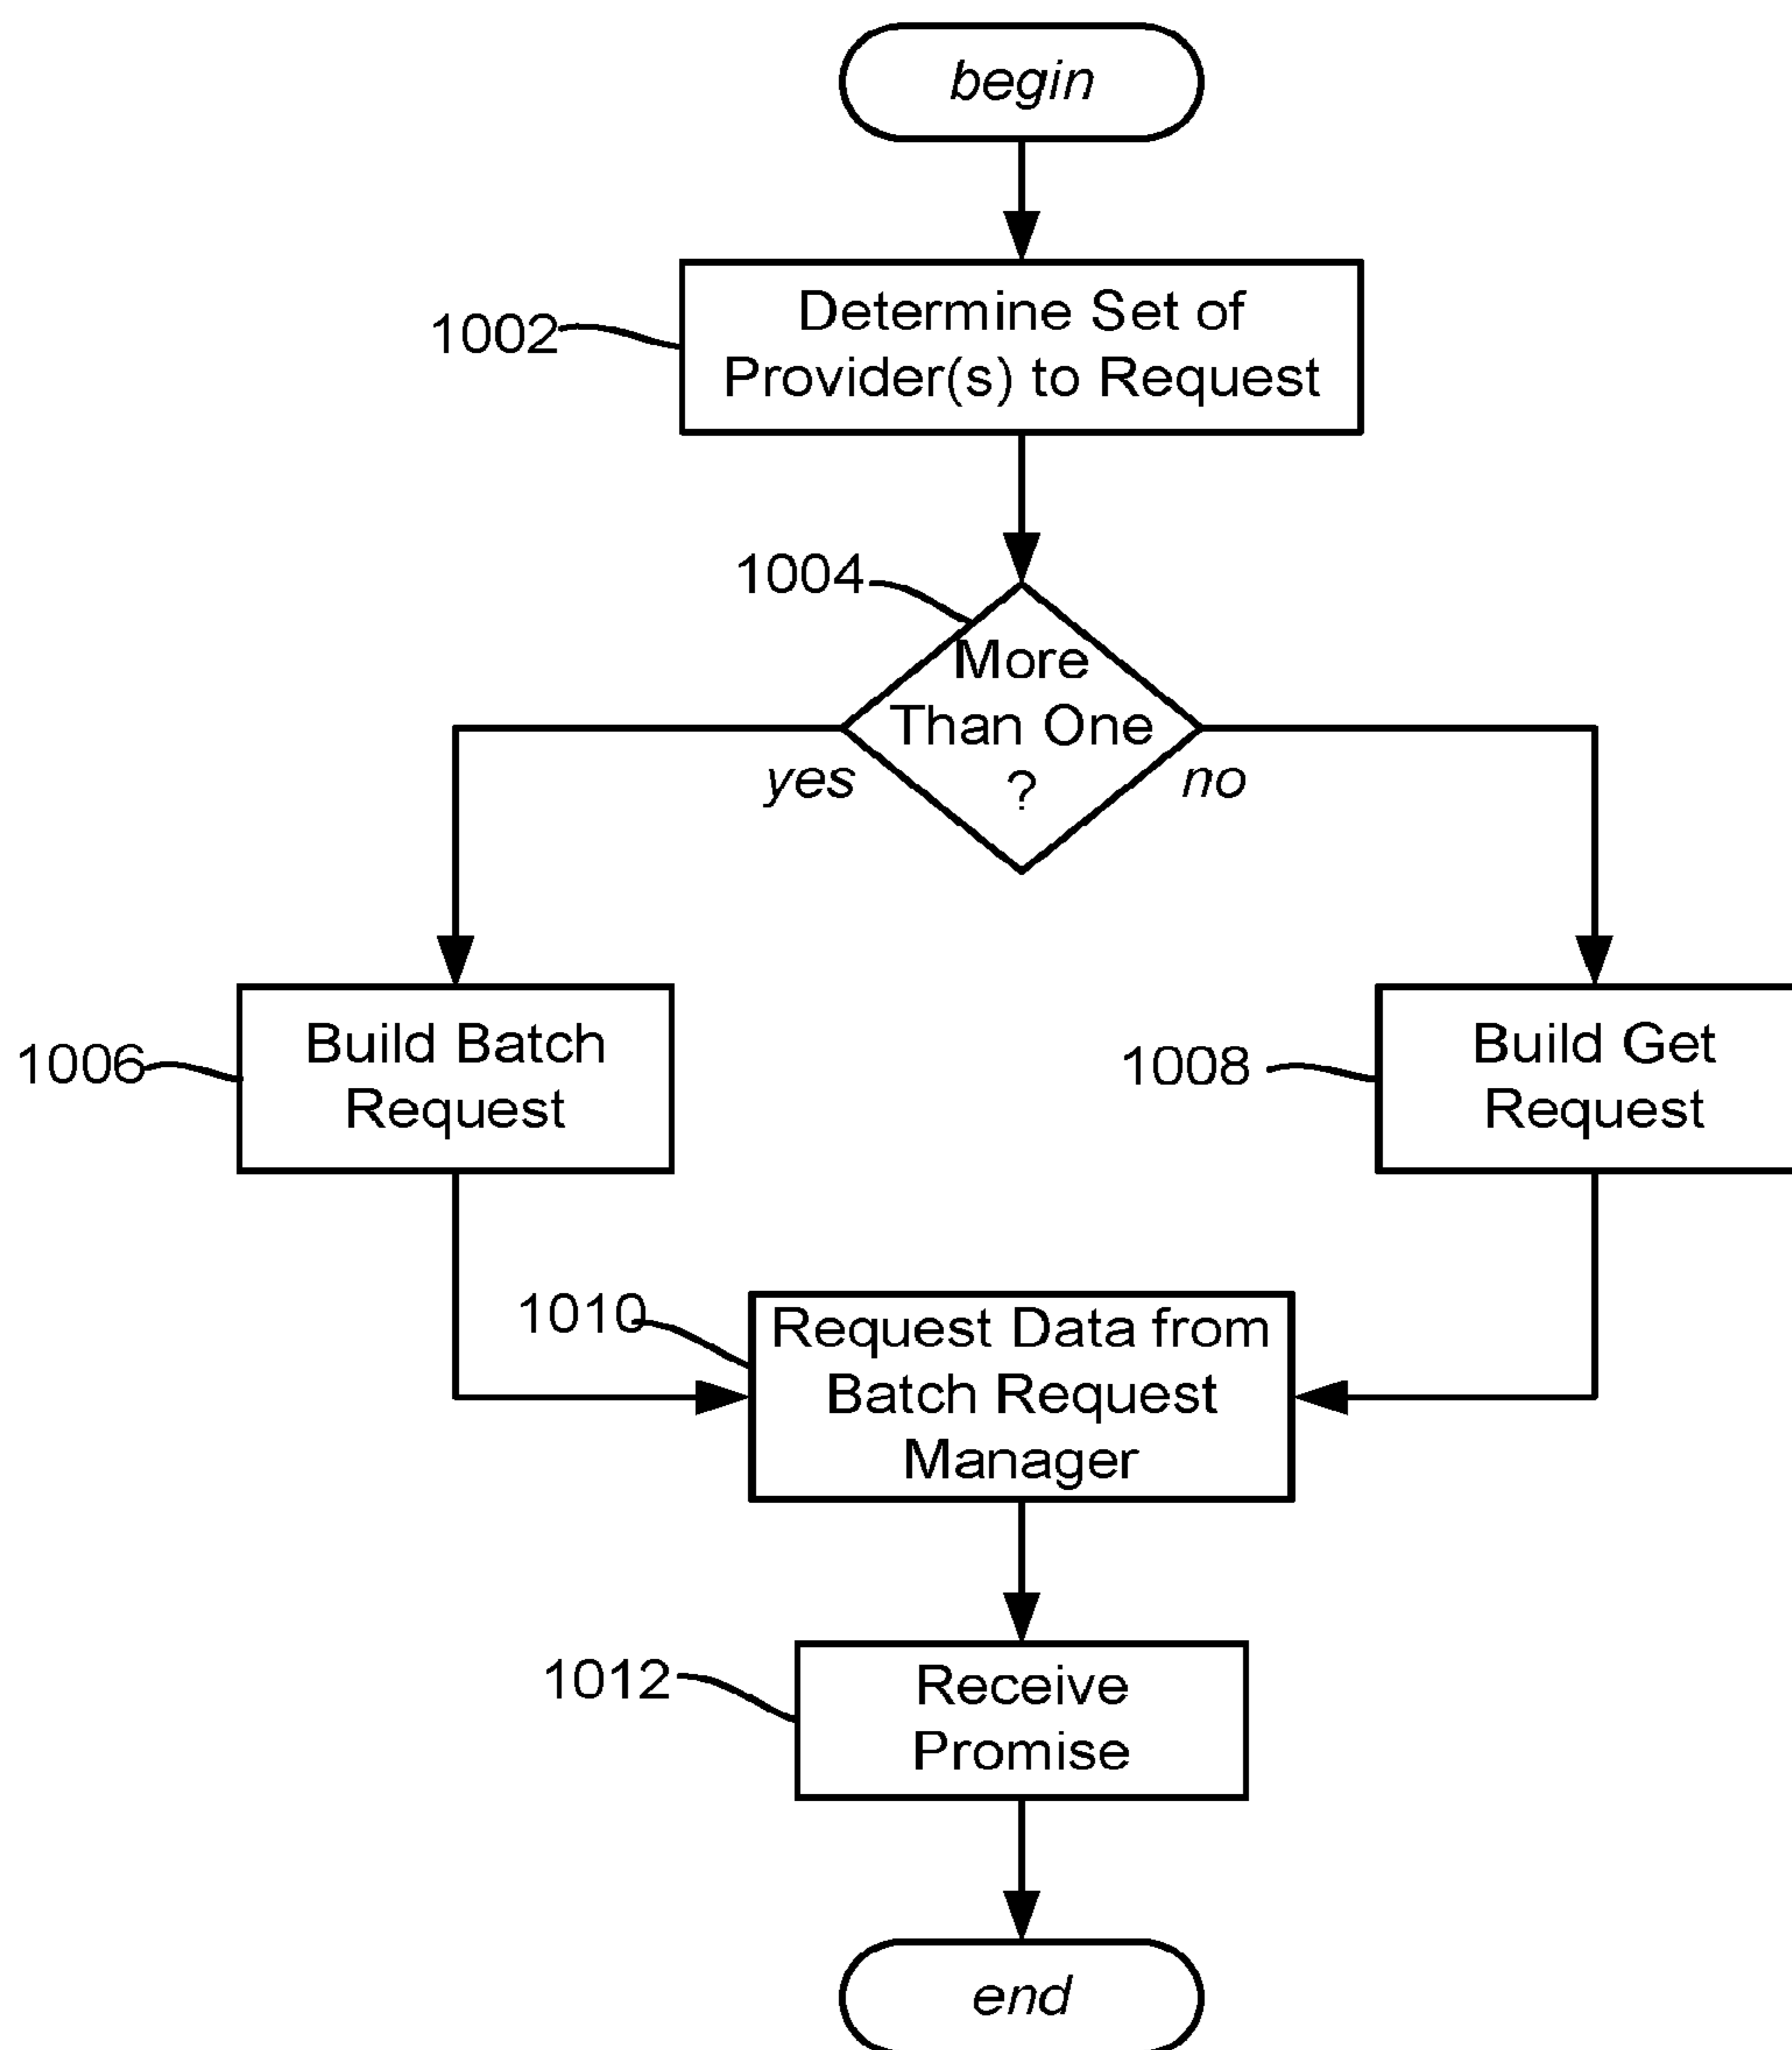 begin
1002
Determine Set of
Provider(s) to Request
1004
More
Than One
?
yes
no
1006
Build Batch
Request
1008
Build Get
Request
1010
Request Data from
Batch Request
Manager
1012
Receive
Promise
end